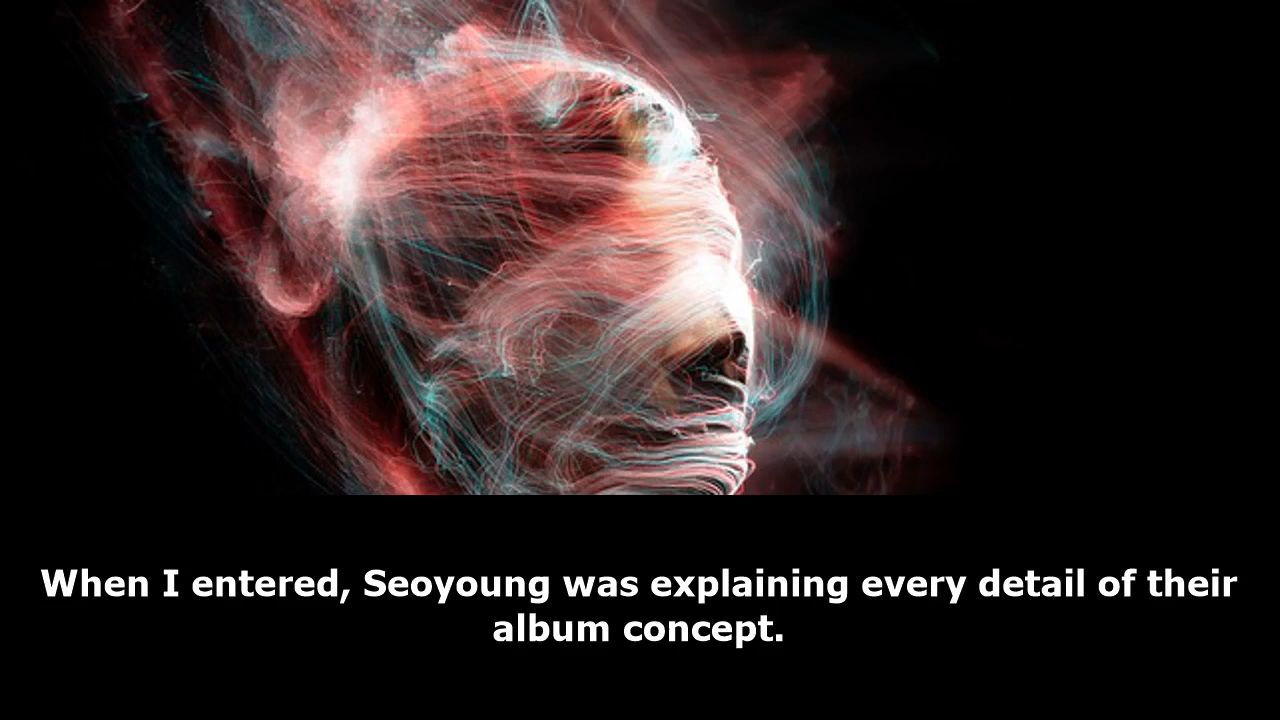 When I entered, Seoyoung was explaining every detail of their
album concept.